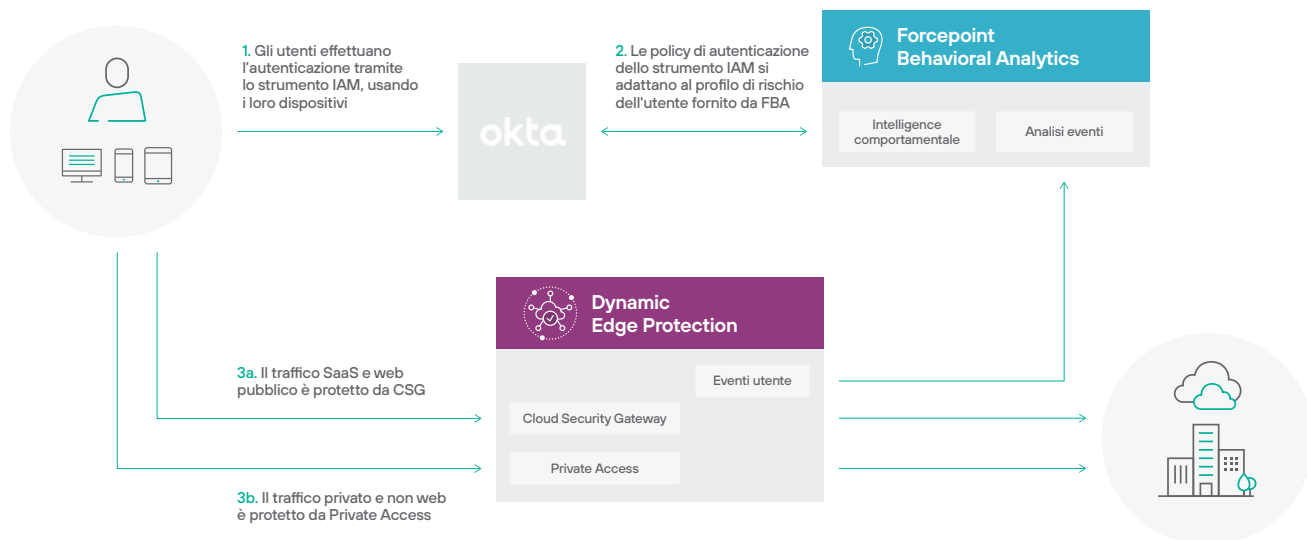 1. Gli utenti effettuano
l'autenticazione tramite
lo strumento IAM, usando
i loro dispositivi
okta
2. Le policy di autenticazione
dello strumento IAM si
adattano al profilo di rischio
dell'utente fornito da FBA
Forcepoint
Behavioral Analytics
Intelligence
comportamentale
Analisi eventi
Dynamic
Edge Protection
Eventi utente
Cloud Security Gateway
Private Access
3a. Il traffico SaaS e web
pubblico è protetto da CSG
3b. Il traffico privato e non web
è protetto da Private Access